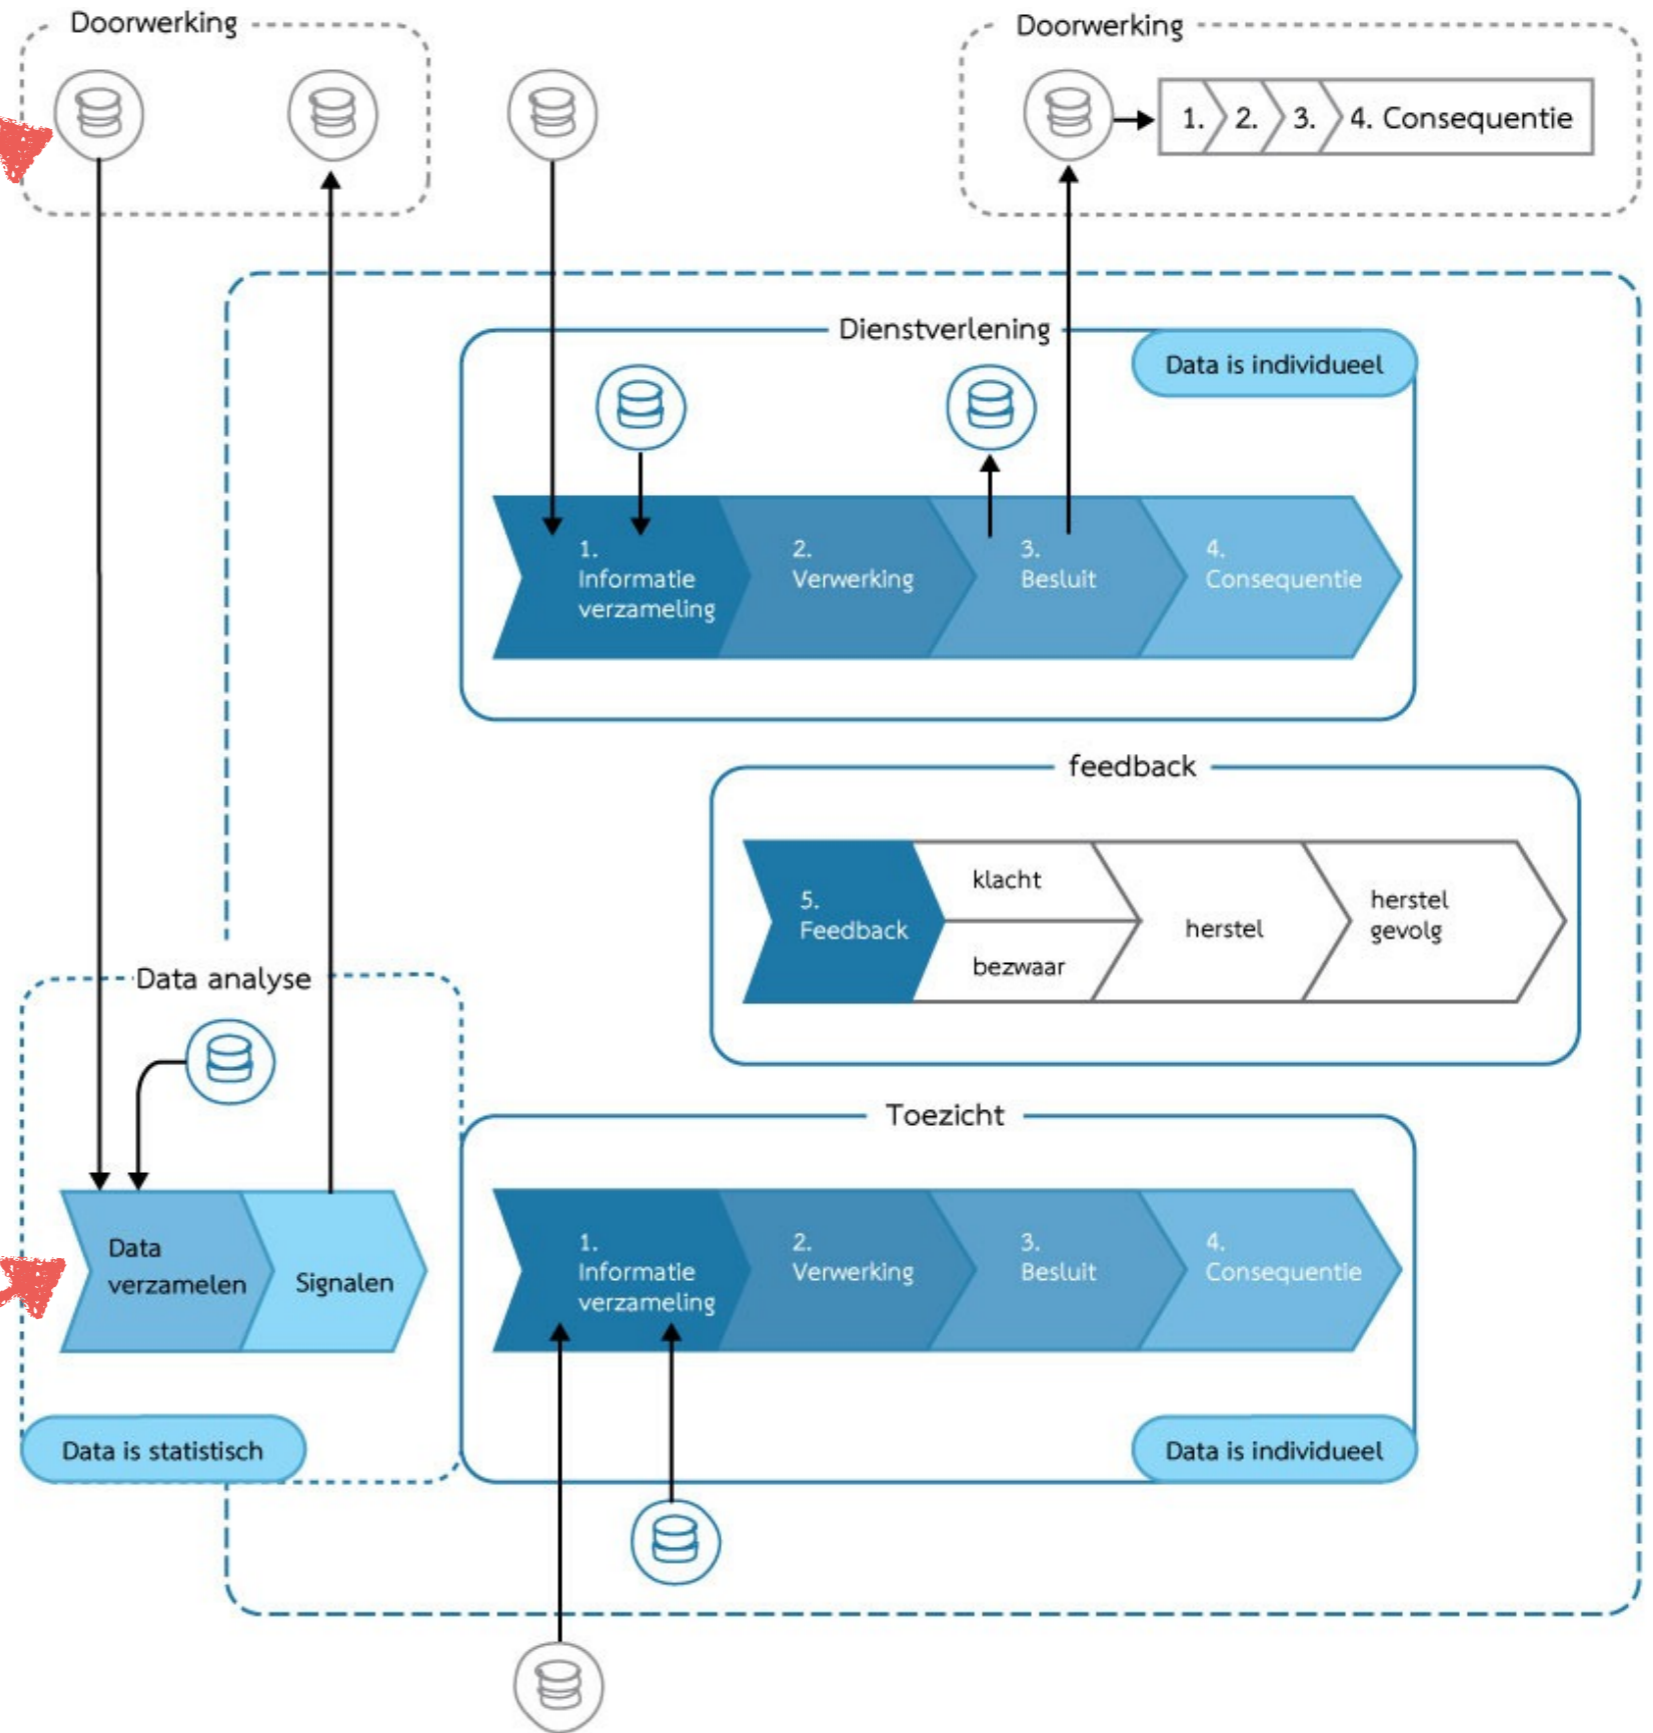 Doorwerking
Doorwerking
1. 2. 3. 4. Consequentie
Dienstverlening
Data is individueel
1.
Informatie
verzameling
2.
Verwerking
3.
Besluit
4.
Consequentie
feedback
5.
Feedback
klacht
bezwaar
herstel
herstel
gevolg
Data analyse
Data
verzamelen
Signalen
Data is statistisch
Toezicht
1.
Informatie
verzameling
2.
Verwerking
3.
Besluit
4.
Consequentie
Data is individueel